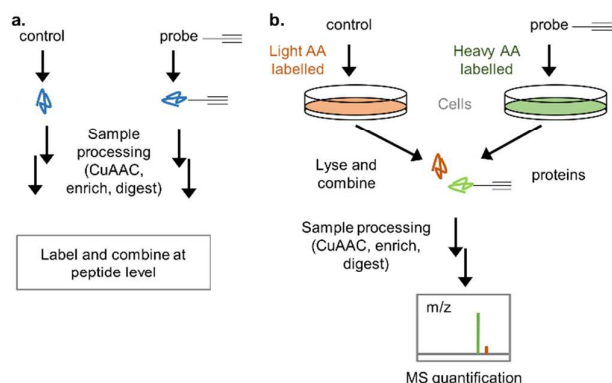 a.
control
probe
Sample
processing
(CuAAC,
enrich, digest)
Label and combine at
peptide level
b.
control
probe
Light AA
labelled
Heavy AA
labelled
Cells
Lyse and
combine
proteins
Sample processing
(CuAAC, enrich,
digest)
m/z
MS quantification